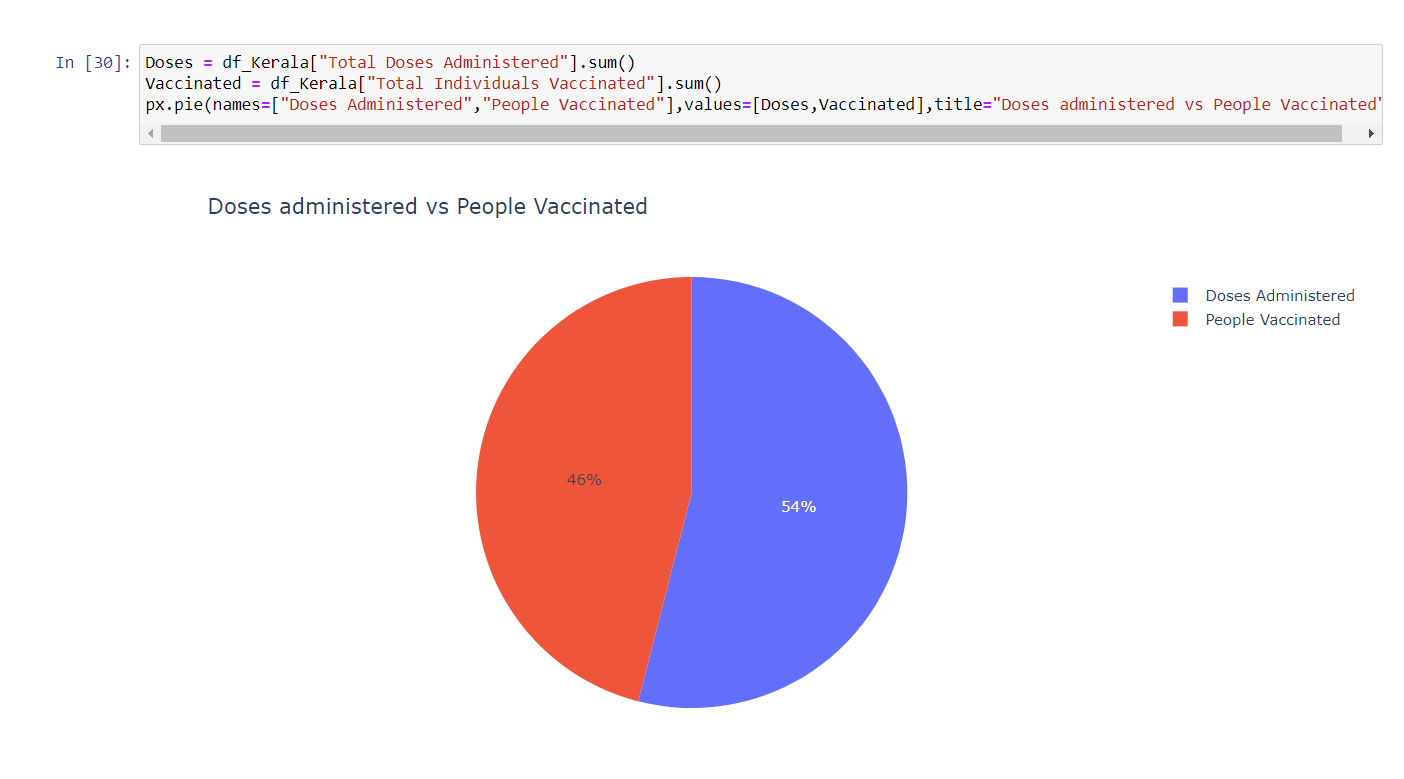 In [30]:
Doses = df_Kerala["Total Doses Administered"].sum()
Vaccinated = df_Kerala["Total Individuals Vaccinated"].sum()
px.pie(names=["Doses Administered","People Vaccinated"],values=[Doses,Vaccinated],title="Doses administered vs People Vaccinated"
Doses administered vs People Vaccinated
Doses Administered
People Vaccinated
46%
54%